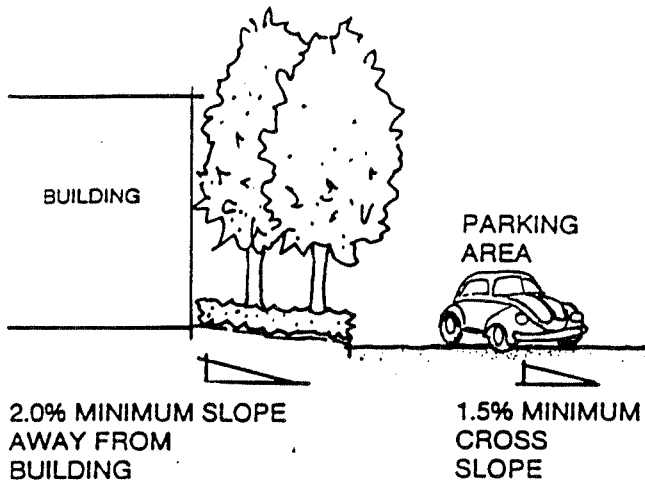 BUILDING
PARKING
AREA
2.0% MINIMUM SLOPE
AWAY FROM
BUILDING
1.5% MINIMUM
CROSS
SLOPE